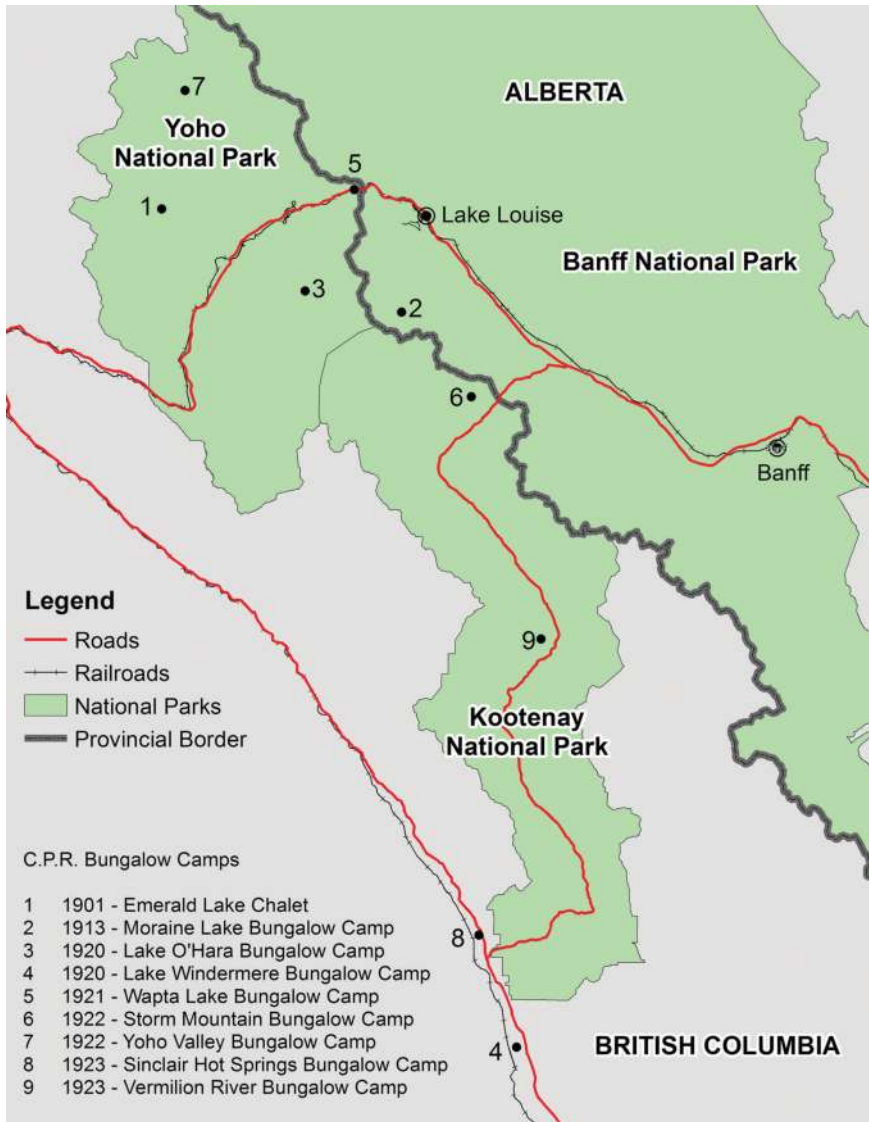 7
ALBERTA
Yoho
National Park
5
1
Lake Louise
Banff National Park
3
2
6
Banff
Legend
Roads
Railroads
National Parks
Provincial Border
9
Kootenay
National Park
C.P.R. Bungalow Camps
1 1901 - Emerald Lake Chalet
2 1913 - Moraine Lake Bungalow Camp
3 1920 - Lake O'Hara Bungalow Camp
4 1920 - Lake Windermere Bungalow Camp
5 1921 - Wapta Lake Bungalow Camp
6 1922 - Storm Mountain Bungalow Camp
7 1922 - Yoho Valley Bungalow Camp
8 1923 - Sinclair Hot Springs Bungalow Camp
9 1923 - Vermilion River Bungalow Camp
8
4
BRITISH COLUMBIA